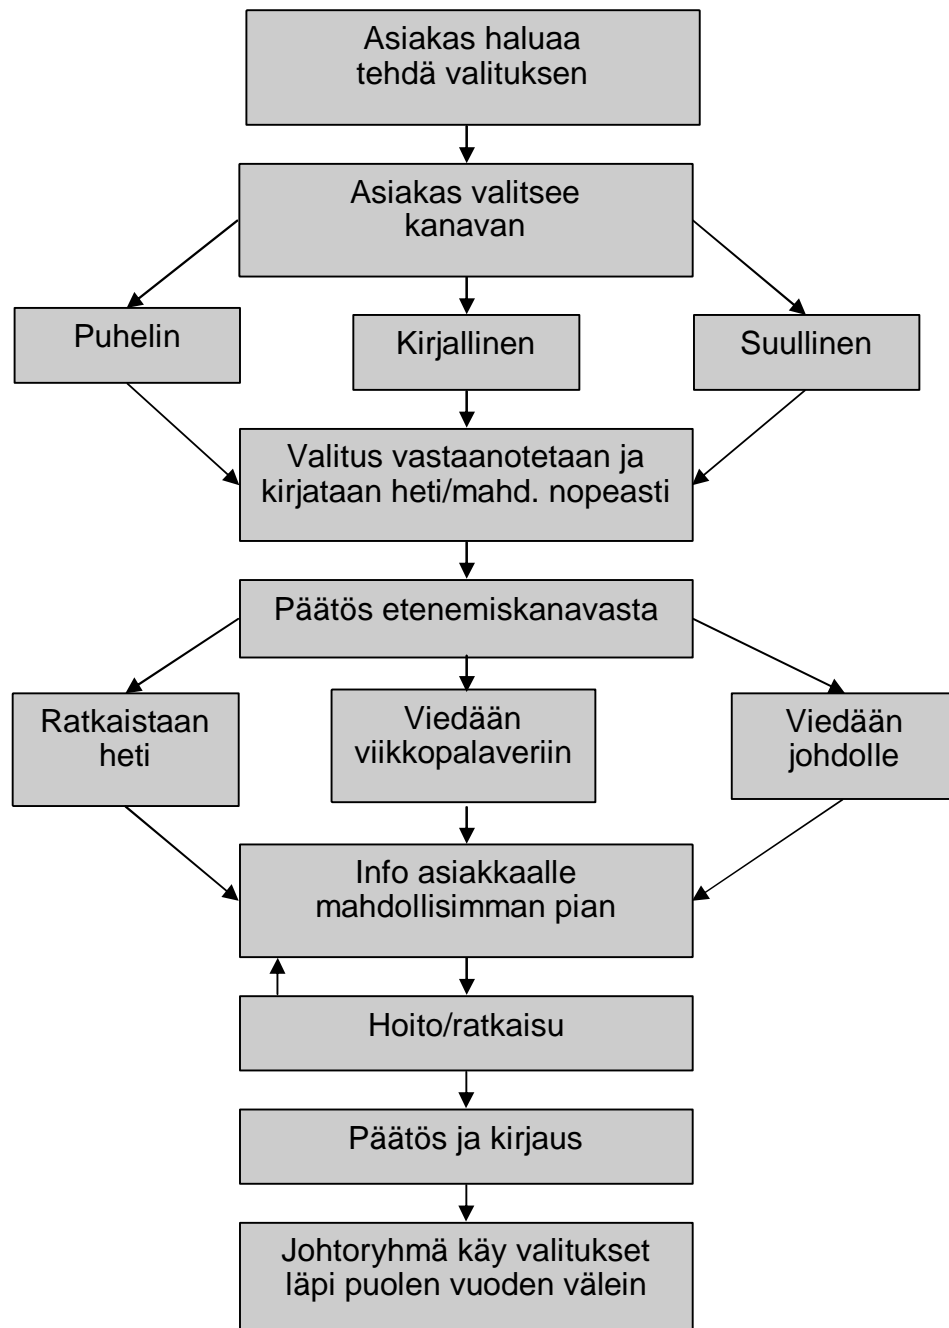 Asiakas haluaa
tehdä valituksen
Asiakas valitsee
kanavan
Puhelin
Kirjallinen
Suullinen
Valitus vastaanotetaan ja
kirjataan heti/mahd. nopeasti
Päätös etenemiskanavasta
Ratkaistaan
heti
Viedään
viikkopalaveriin
Viedään
johdolle
Info asiakkaalle
mahdollisimman pian
Hoito/ratkaisu
Päätös ja kirjaus
Johtoryhmä käy valitukset
läpi puolen vuoden välein